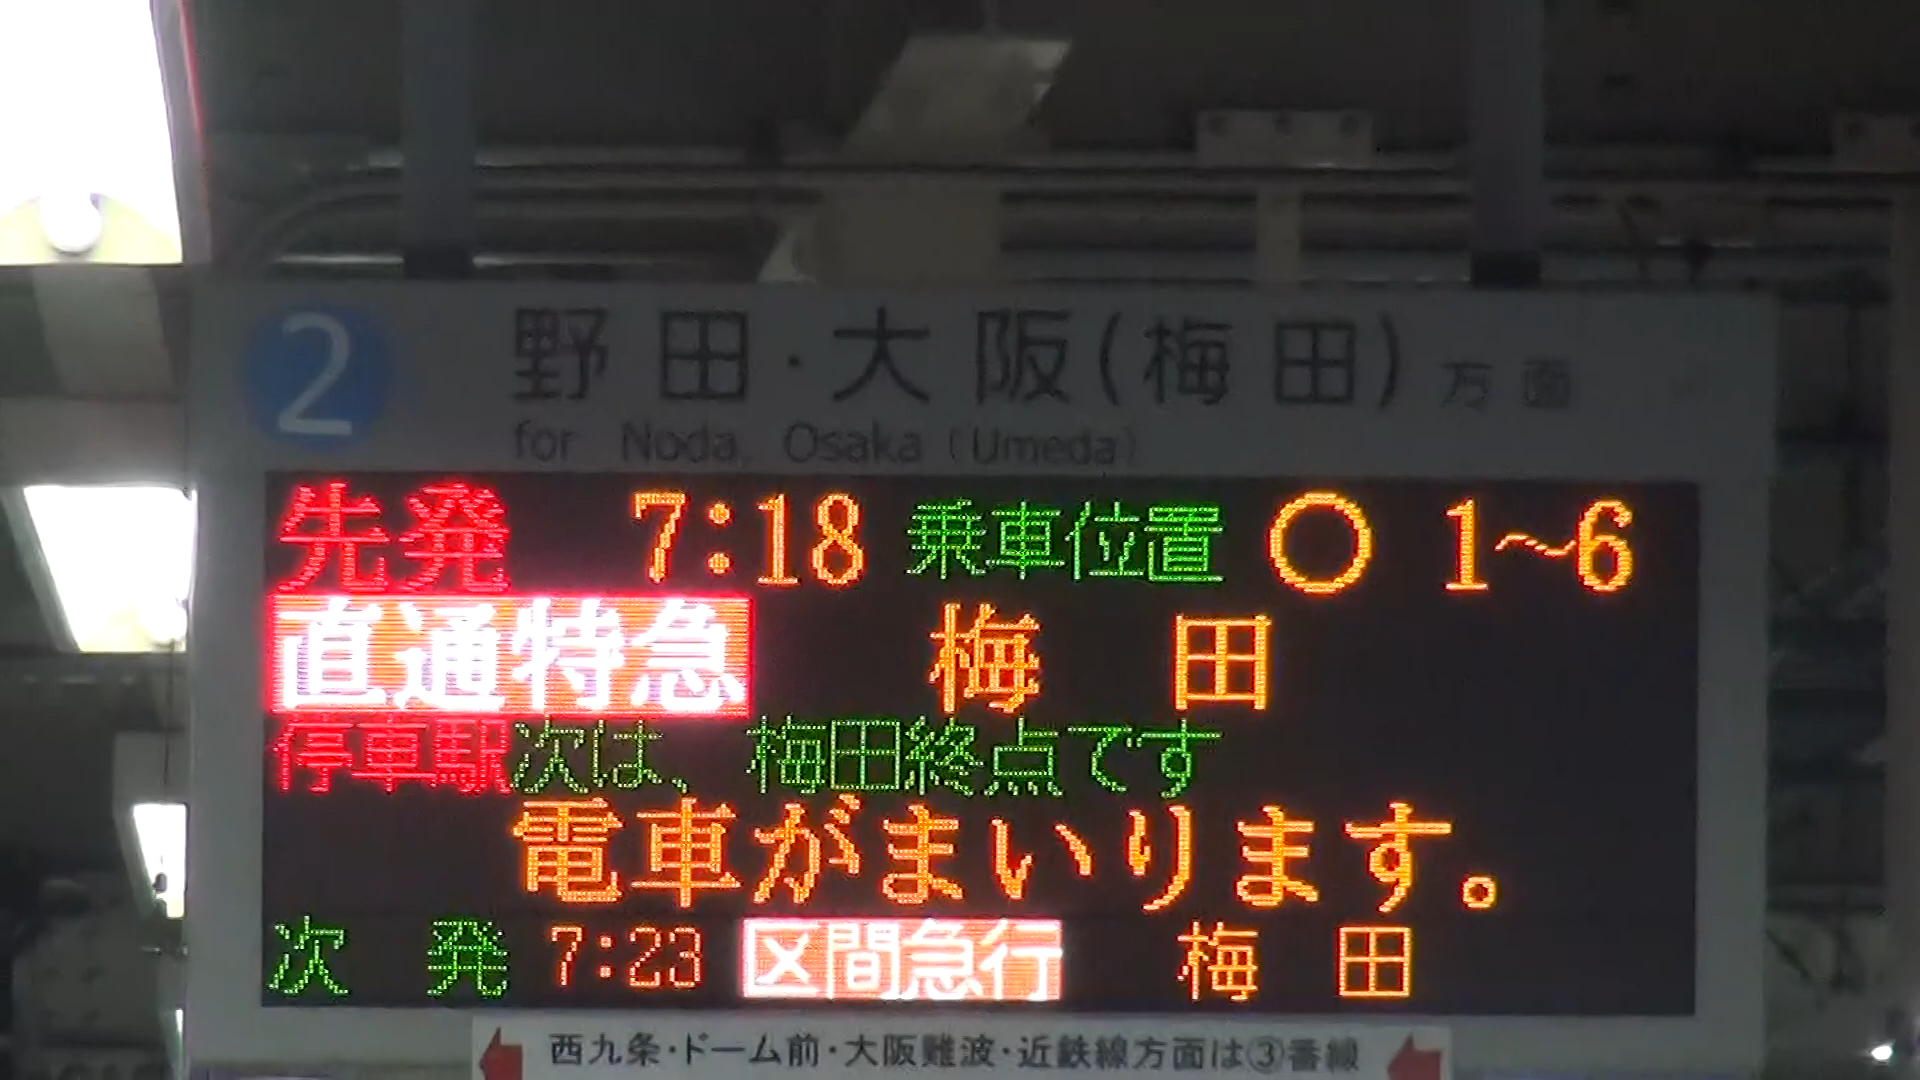 2 野田・大阪(梅田)方面
for Noda, Osaka (Umeda)
先発 7:18 乗車位置 ○ 1~6
直通特急 梅田
停車駅 次は、梅田終点です
電車がまいります。
次発 7:23 区間急行 梅田
西九条・ドーム前・大阪難波・近鉄線方面は③番線